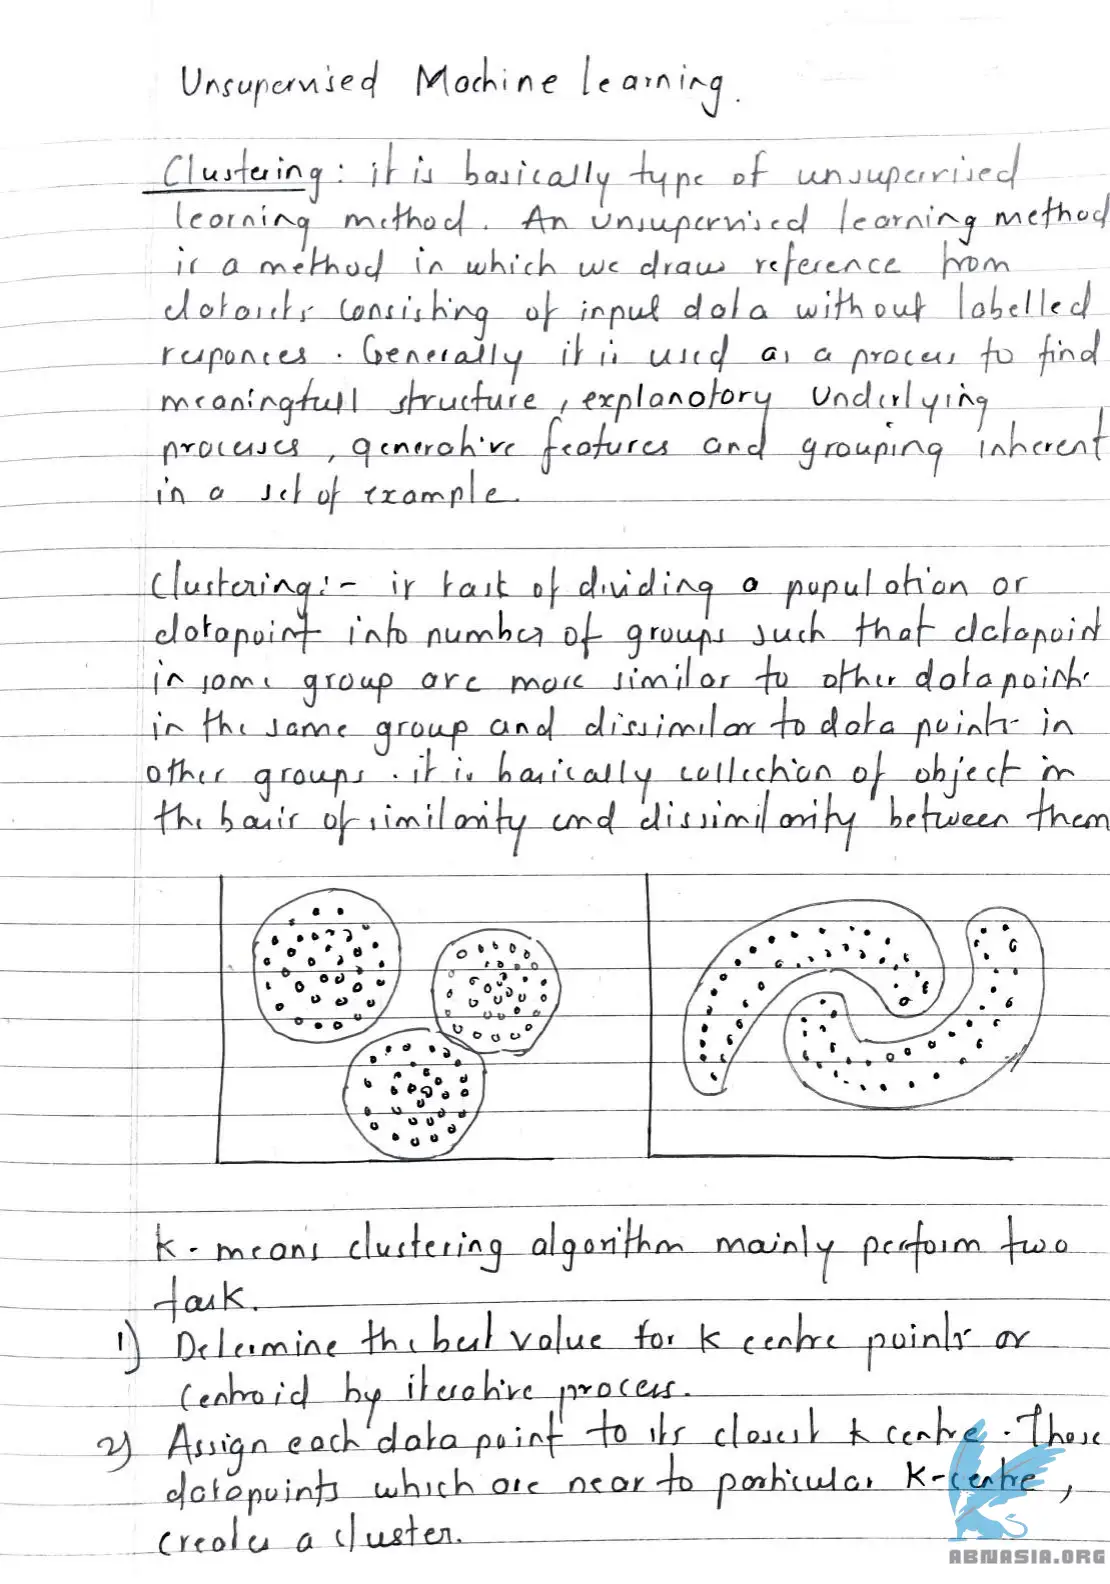 Unsupervised Machine learning.
Clustering: it is basically type of unsupervised
learning method. An unsupervised learning method
is a method in which we draw reference from
datasets consisting of input data without labelled
responces. Generally it is used as a process to find
meaningfull structure, explanotory underlying
processes, generative features and grouping inherent
in a set of example.
Clustering:- is task of dividing a population or
datapoint into number of groups such that datapoint
in same group are more similar to other data points
in the same group and dissimilar to data points in
other groups. it is basically collection of object on
the basis of similarity and dissimilarity between them
K-means clustering algorithm mainly perform two
task.
1) Determine the best value for K centre points or
centroid by iterative process.
2) Assign each data point to its closest k centre. Those
datapoints which are near to particular K-centre,
creates a cluster.
ABNASIA.ORG